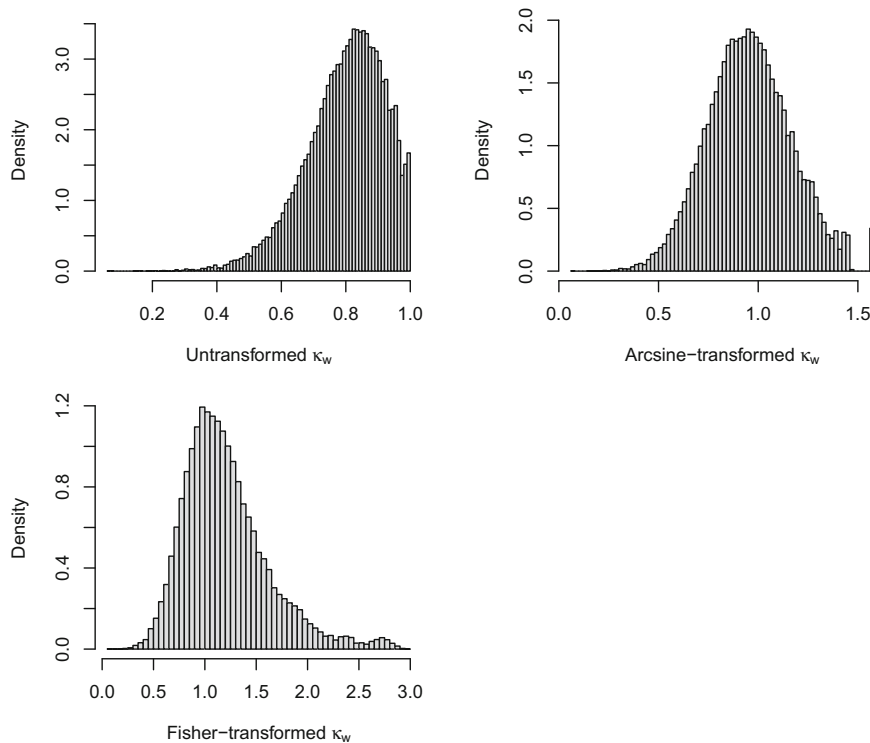 Density
3.0
2.0
1.0
0.0
0.2 0.4 0.6 0.8 1.0
Untransformed κw
Density
2.0
1.5
1.0
0.5
0.0
0.0 0.5 1.0 1.5
Arcsine−transformed κw
Density
1.2
0.8
0.4
0.0
0.0 0.5 1.0 1.5 2.0 2.5 3.0
Fisher−transformed κw